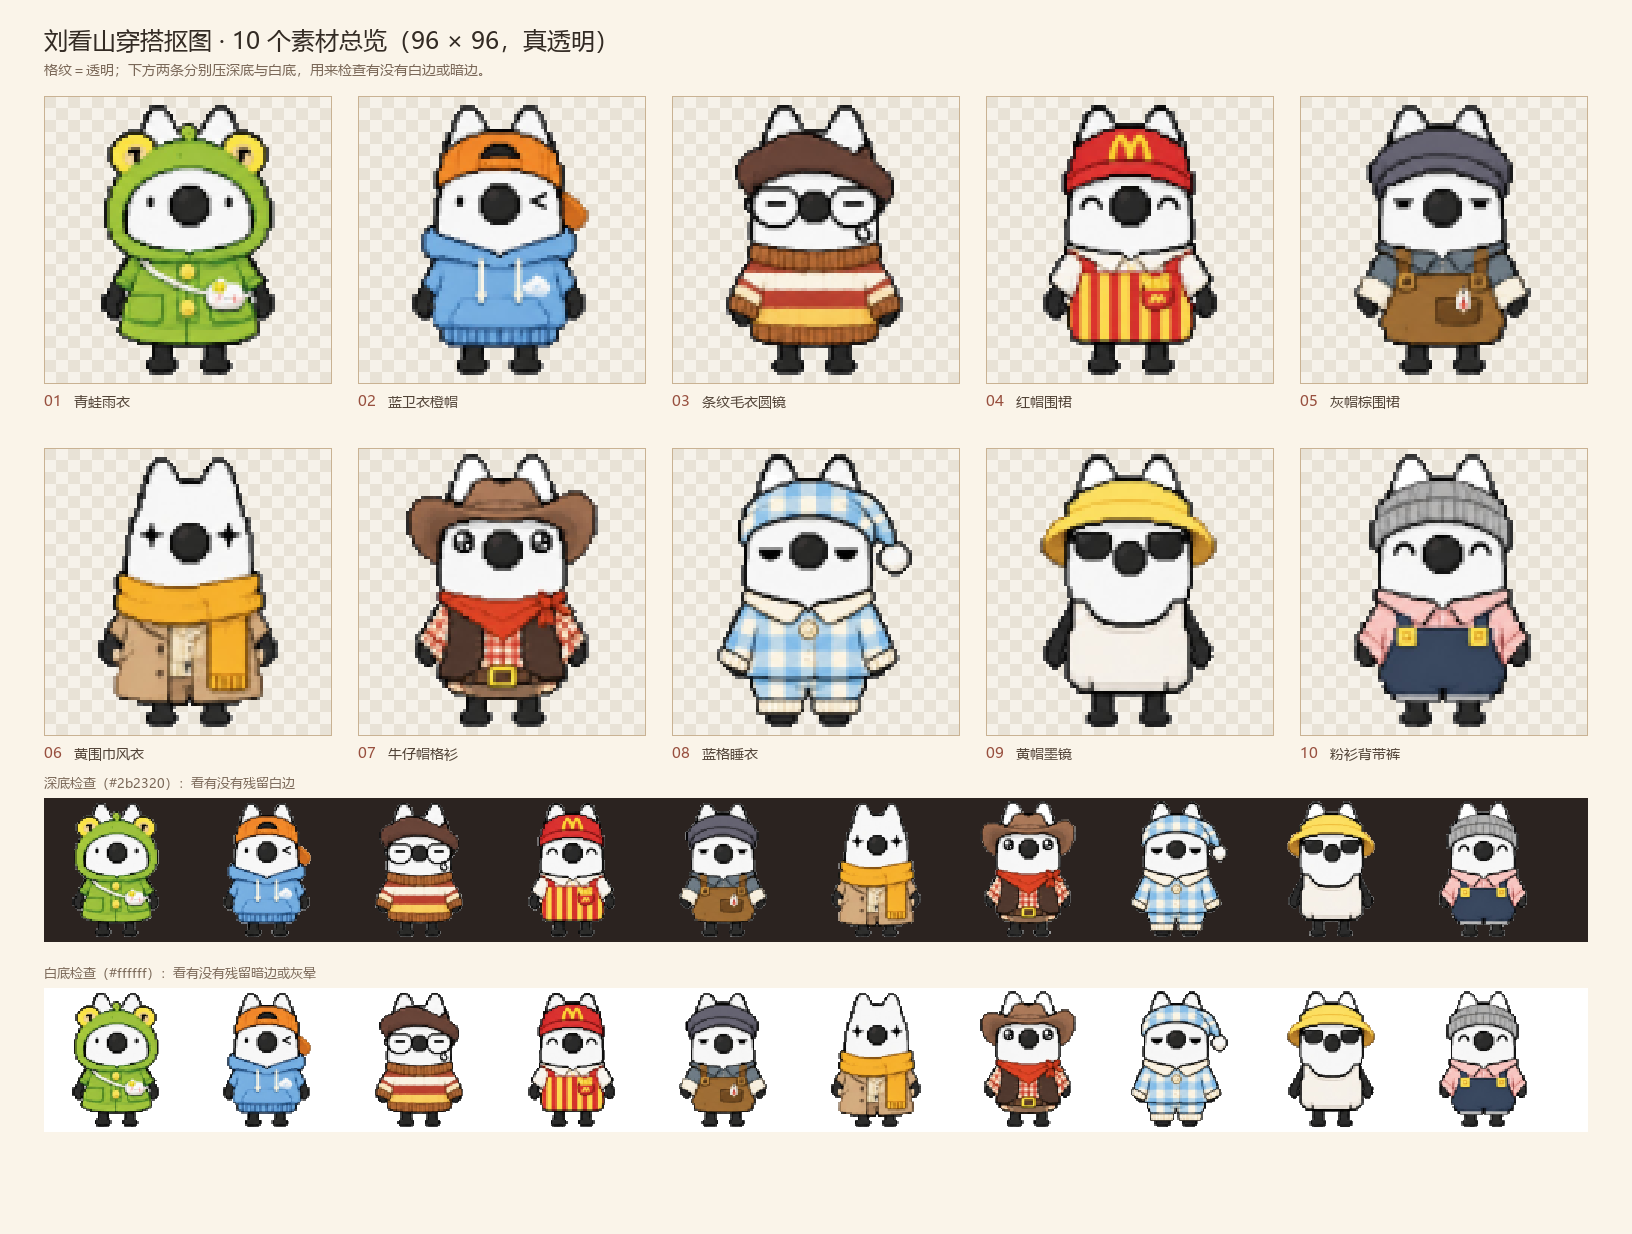 刘看山穿搭抠图 · 10 个素材总览（96 × 96，真透明）
格纹 = 透明；下方两条分别压深底与白底，用来检查有没有白边或暗边。
01 青蛙雨衣
02 蓝卫衣橙帽
03 条纹毛衣圆镜
04 红帽围裙
05 灰帽棕围裙
06 黄围巾风衣
07 牛仔帽格衫
08 蓝格睡衣
09 黄帽墨镜
10 粉衫背带裤
深底检查（#2b2320）：看有没有残留白边
白底检查（#ffffff）：看有没有残留暗边或灰晕